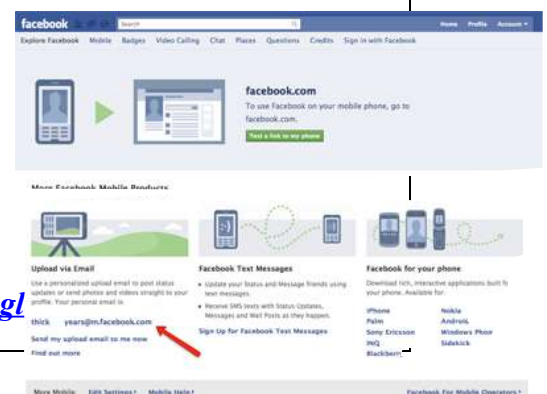 facebook Search Home Profile Account
Explore Facebook Mobile Badges Video Calling Chat Places Questions Credits Sign in with Facebook
facebook.com
To use Facebook on your mobile phone, go to
facebook.com.
Text a link to my phone
More Facebook Mobile Products
Upload via Email
Use a personalized upload email to post status
updates or send photos and videos straight to your
profile. Your personal email is
thick years@m.facebook.com
Send my upload email to me now
Find out more
Facebook Text Messages
• Update your Status and Message friends using
text messages.
• Receive SMS texts with Status Updates,
Messages and Wall Posts as they happen.
Sign Up for Facebook Text Messages
Facebook for your phone
Download rich, interactive applications built fo
your phone. Available for:
iPhone Nokia
Palm Android
Sony Ericsson Windows Phon
INQ Sidekick
Blackberry
gl
More Mobile: Edit Settings Mobile Help Facebook For Mobile Operators